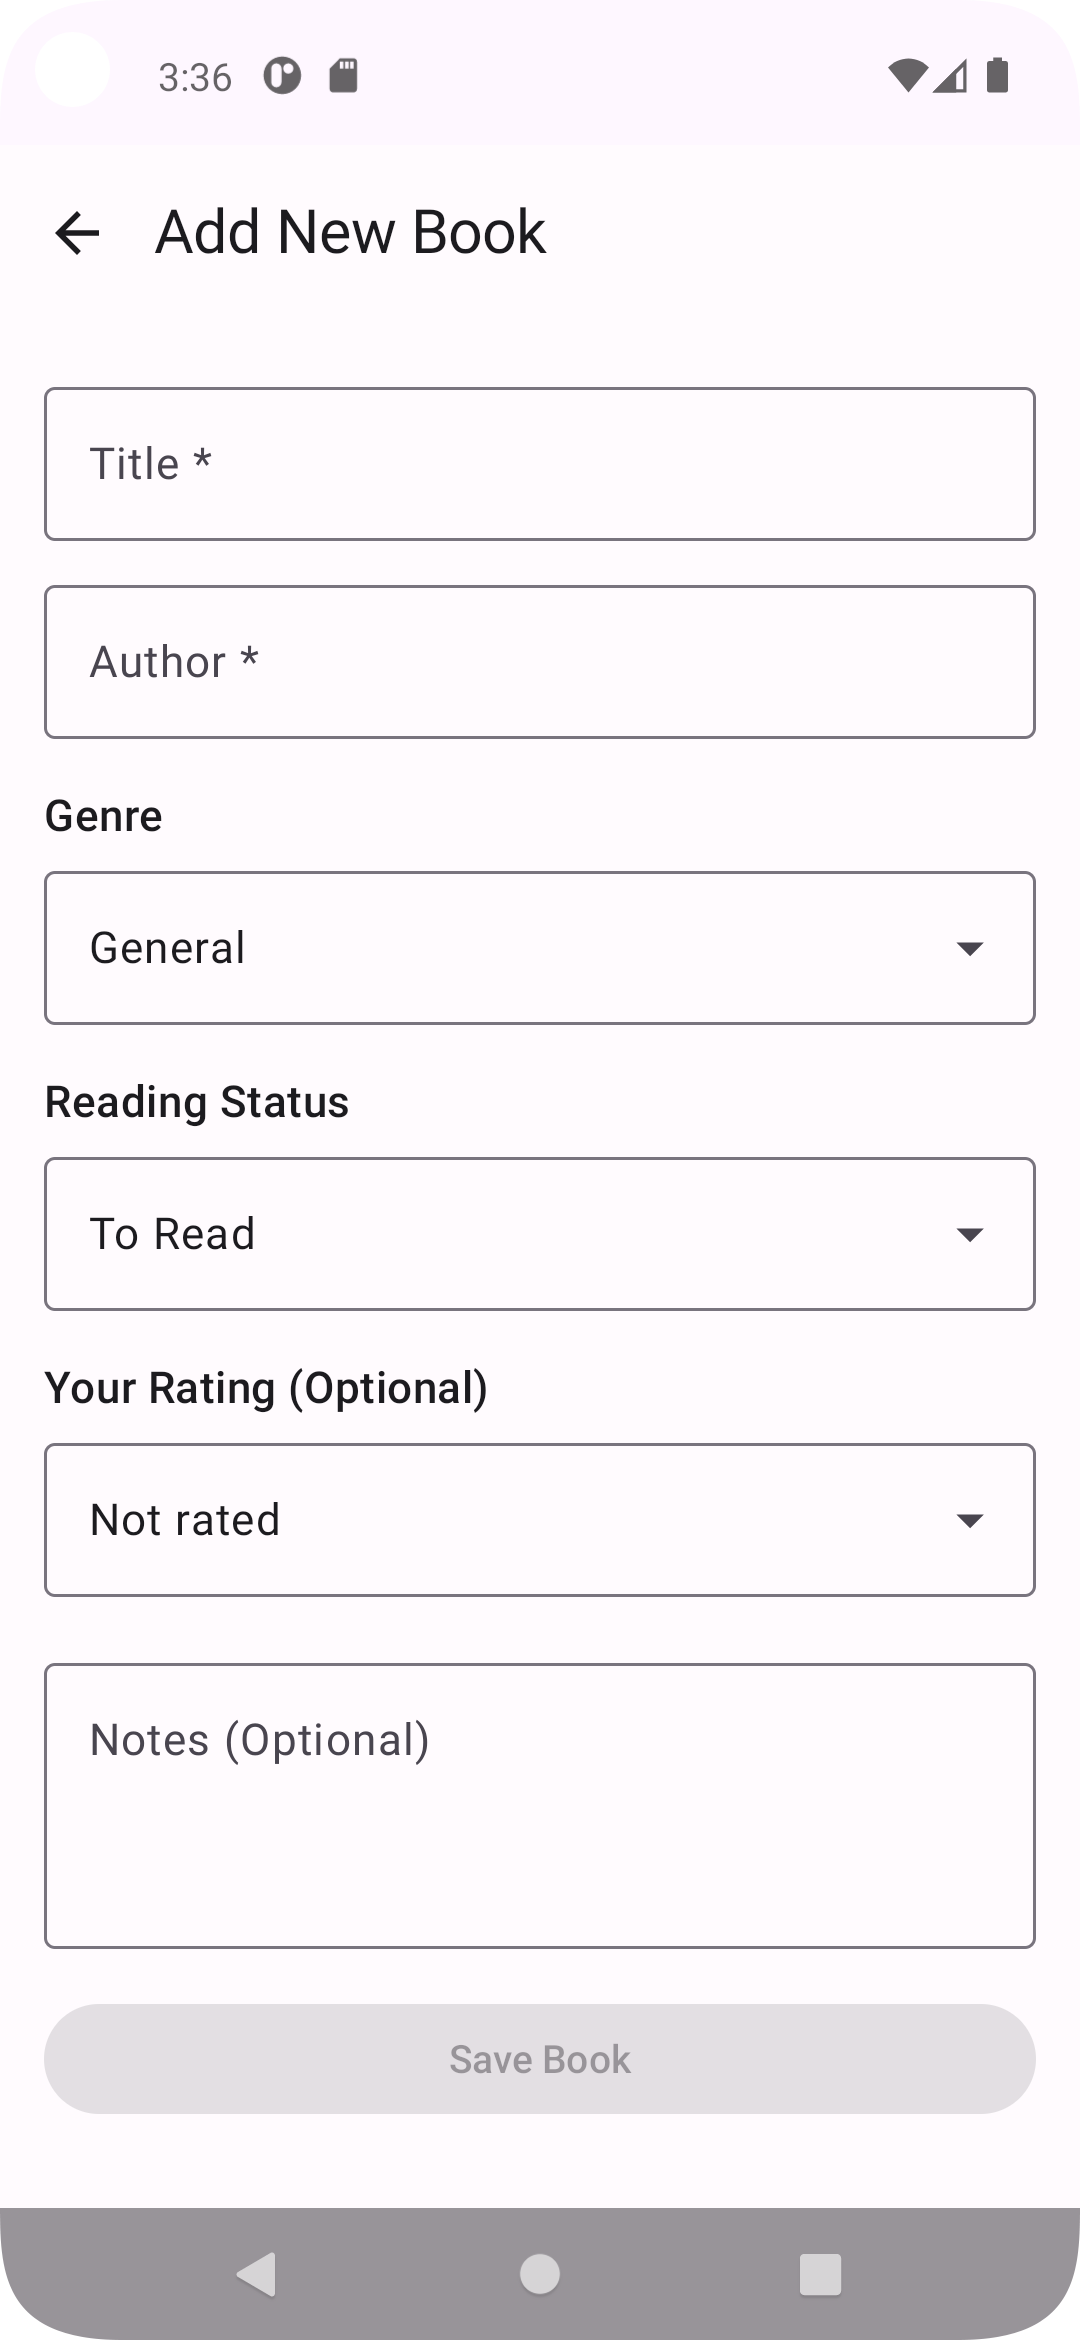 3:36
Add New Book
Title *
Author *
Genre
General
Reading Status
To Read
Your Rating (Optional)
Not rated
Notes (Optional)
Save Book